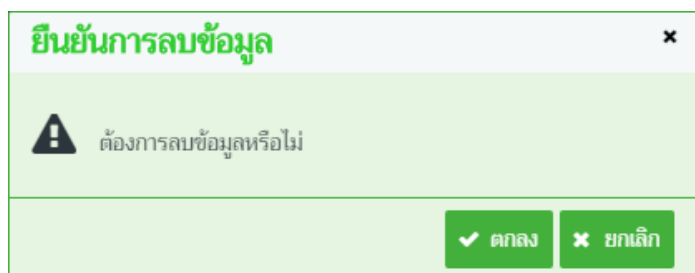 ยืนยันการลบข้อมูล
ต้องการลบข้อมูลหรือไม่
ตกลง ยกเลิก